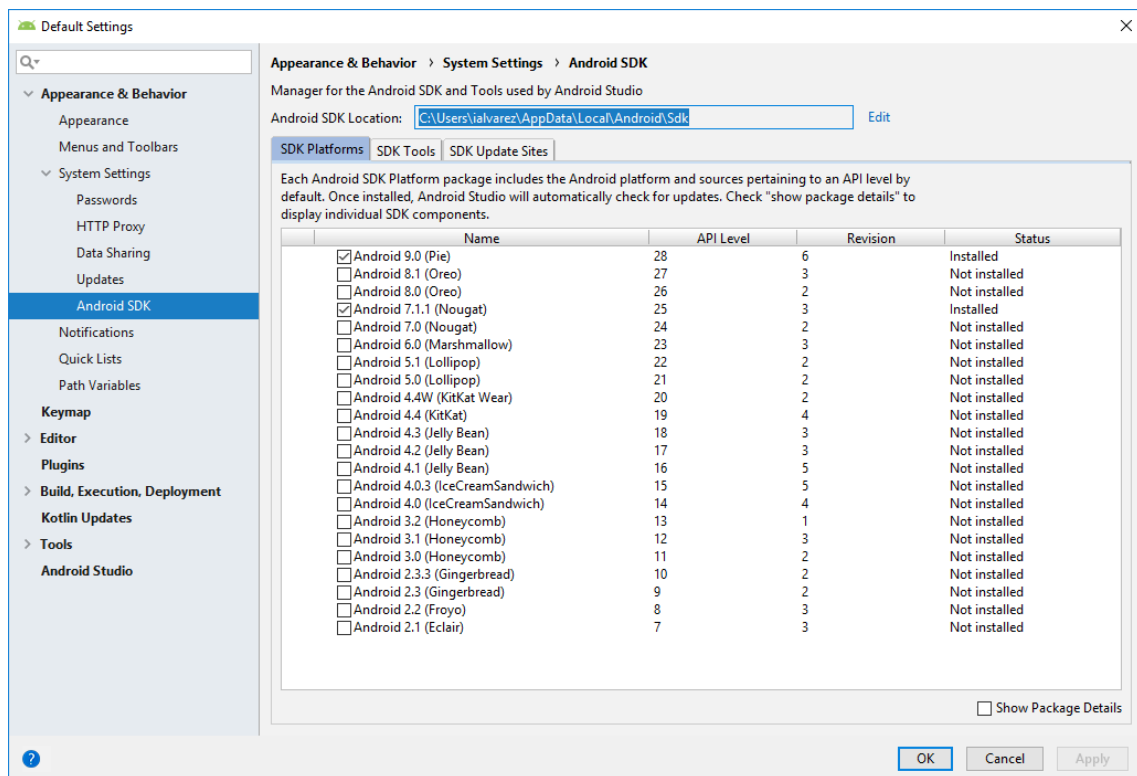 Default Settings
Appearance & Behavior
Appearance
Menus and Toolbars
System Settings
Passwords
HTTP Proxy
Data Sharing
Updates
Android SDK
Notifications
Quick Lists
Path Variables
Keymap
Editor
Plugins
Build, Execution, Deployment
Kotlin Updates
Tools
Android Studio
Appearance & Behavior > System Settings > Android SDK
Manager for the Android SDK and Tools used by Android Studio
Android SDK Location: C:\Users\ialvarez\AppData\Local\Android\Sdk Edit
SDK Platforms SDK Tools SDK Update Sites
Each Android SDK Platform package includes the Android platform and sources pertaining to an API level by
default. Once installed, Android Studio will automatically check for updates. Check "show package details" to
display individual SDK components.
Name API Level Revision Status
Android 9.0 (Pie) 28 6 Installed
Android 8.1 (Oreo) 27 3 Not installed
Android 8.0 (Oreo) 26 2 Not installed
Android 7.1.1 (Nougat) 25 3 Installed
Android 7.0 (Nougat) 24 2 Not installed
Android 6.0 (Marshmallow) 23 3 Not installed
Android 5.1 (Lollipop) 22 2 Not installed
Android 5.0 (Lollipop) 21 2 Not installed
Android 4.4W (KitKat Wear) 20 2 Not installed
Android 4.4 (KitKat) 19 4 Not installed
Android 4.3 (Jelly Bean) 18 3 Not installed
Android 4.2 (Jelly Bean) 17 3 Not installed
Android 4.1 (Jelly Bean) 16 5 Not installed
Android 4.0.3 (IceCreamSandwich) 15 5 Not installed
Android 4.0 (IceCreamSandwich) 14 4 Not installed
Android 3.2 (Honeycomb) 13 1 Not installed
Android 3.1 (Honeycomb) 12 3 Not installed
Android 3.0 (Honeycomb) 11 2 Not installed
Android 2.3.3 (Gingerbread) 10 2 Not installed
Android 2.3 (Gingerbread) 9 2 Not installed
Android 2.2 (Froyo) 8 3 Not installed
Android 2.1 (Eclair) 7 3 Not installed
Show Package Details
? OK Cancel Apply